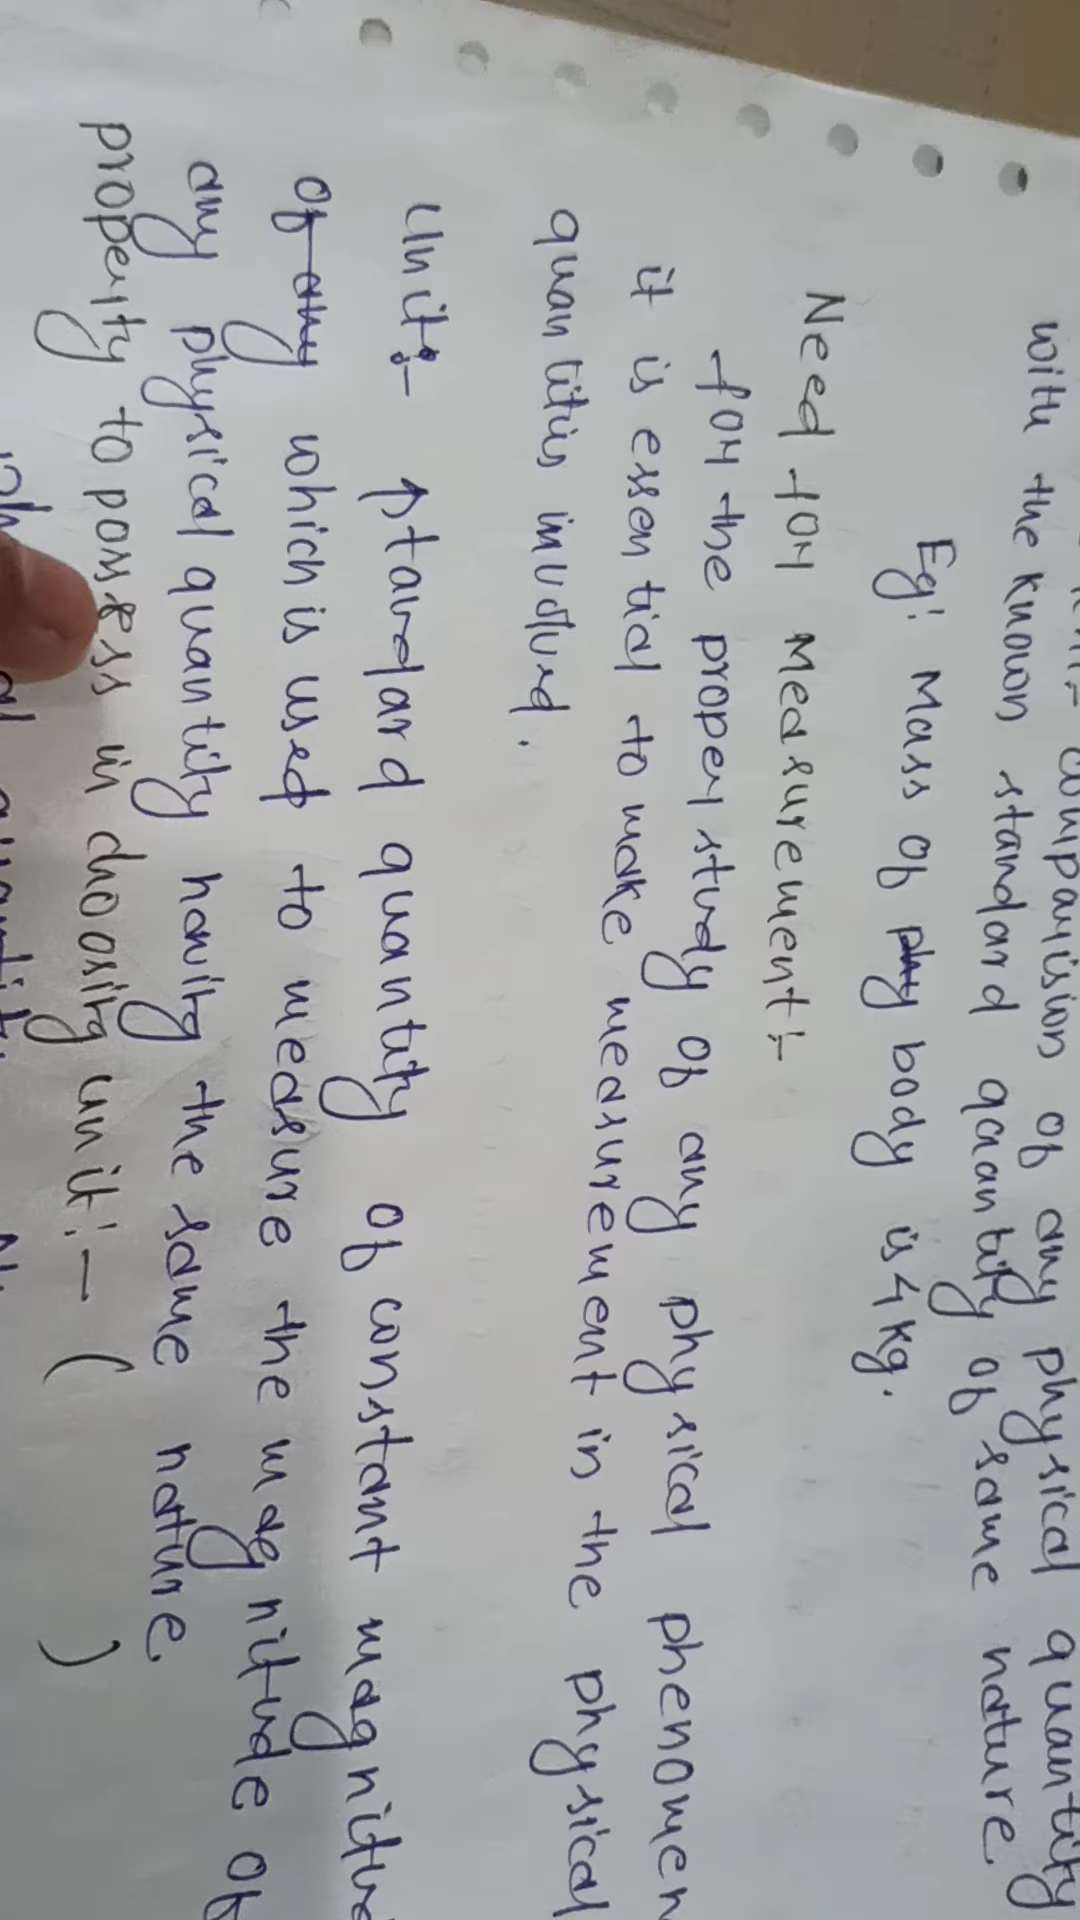 comparision of any physical quantity
with the known standard qauantity of same nature.
Eg: Mass of body is 4 kg.
Need for measurement:-
for the proper study of any physical phenomen
it is essential to make measurement in the physical
quantities involved.
Unit:- standard quantity of constant magnitud
which is used to measure the magnitude of
any physical quantity having the same nature.
property to possess in choosing unit:- ( )